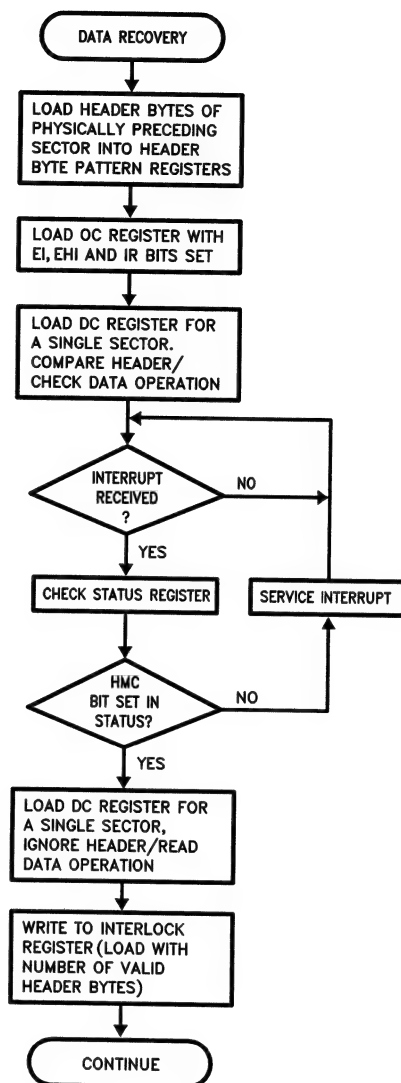 DATA RECOVERY
LOAD HEADER BYTES OF
PHYSICALLY PRECEDING
SECTOR INTO HEADER
BYTE PATTERN REGISTERS
LOAD OC REGISTER WITH
EI, EHI AND IR BITS SET
LOAD DC REGISTER FOR
A SINGLE SECTOR.
COMPARE HEADER/
CHECK DATA OPERATION
INTERRUPT
RECEIVED
?
NO
YES
CHECK STATUS REGISTER
SERVICE INTERRUPT
HMC
BIT SET IN
STATUS?
NO
YES
LOAD DC REGISTER FOR
A SINGLE SECTOR,
IGNORE HEADER/READ
DATA OPERATION
WRITE TO INTERLOCK
REGISTER (LOAD WITH
NUMBER OF VALID
HEADER BYTES)
CONTINUE